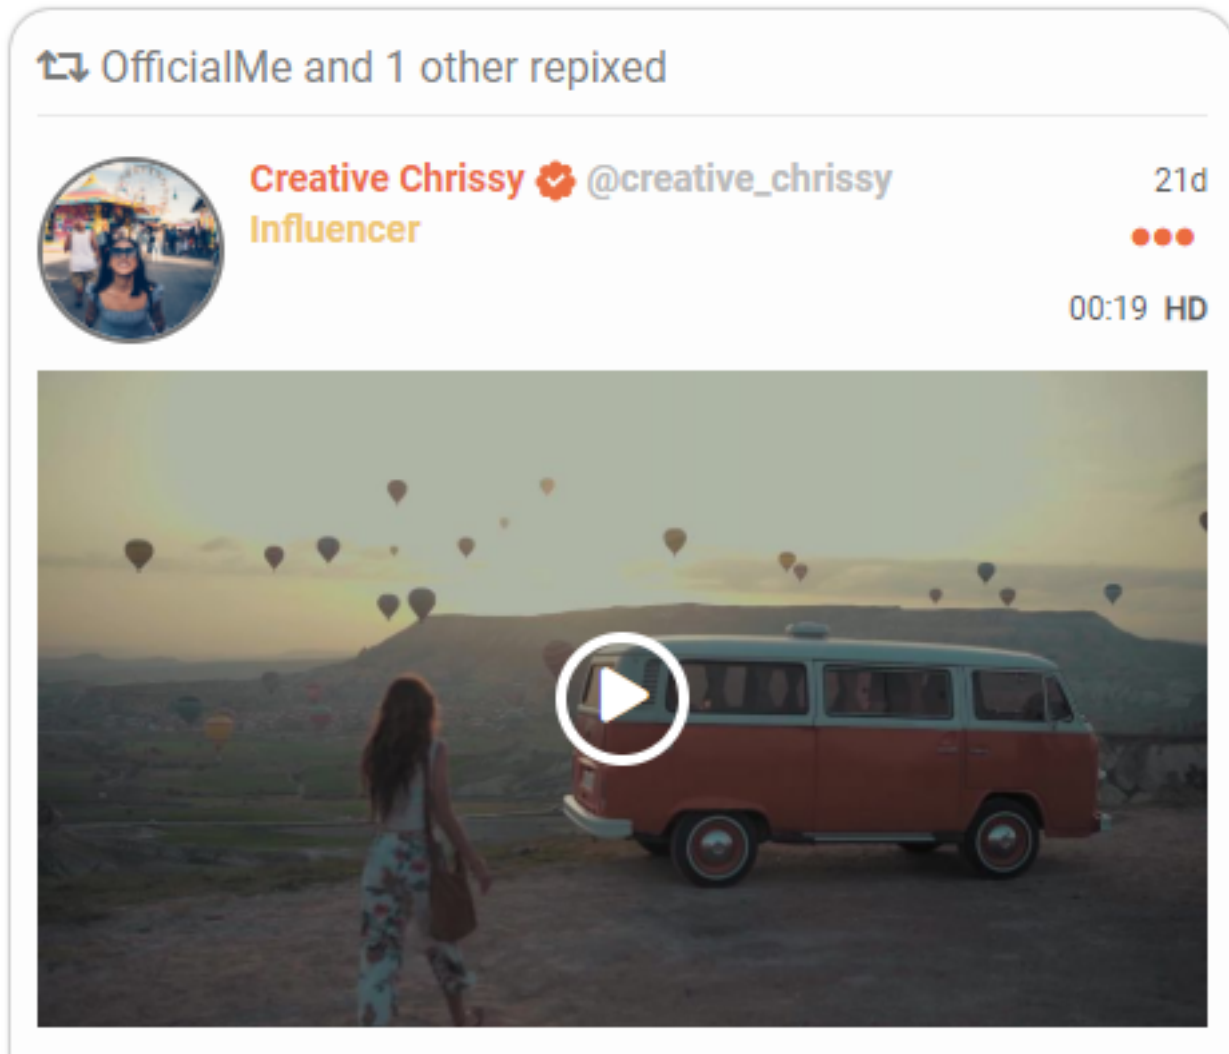 OfficialMe and 1 other repixed
Creative Chrissy @creative_chrissy 21d
Influencer
00:19 HD